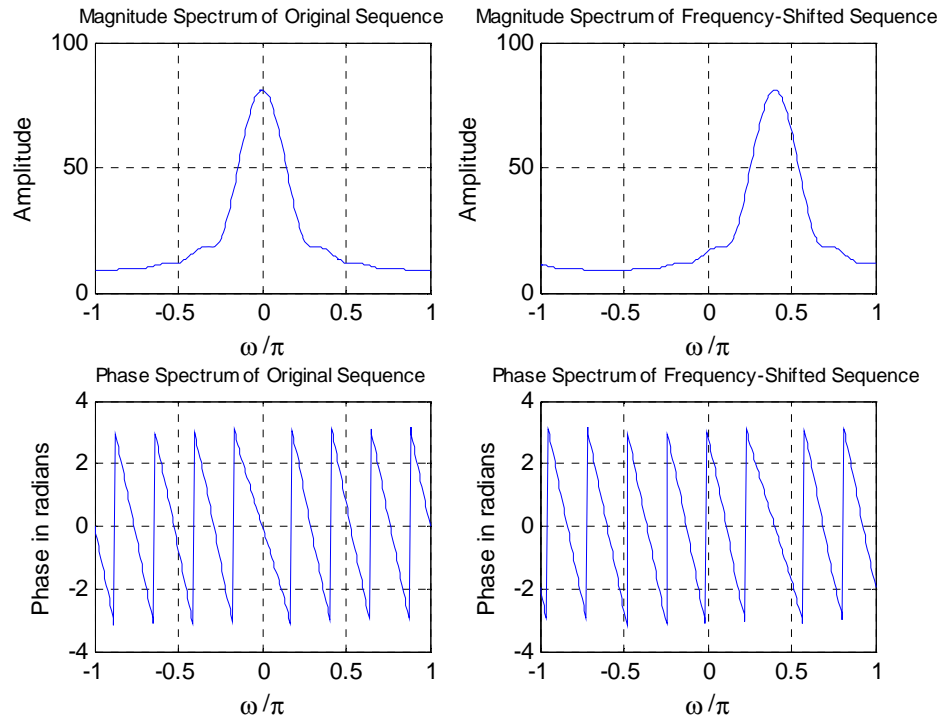 Magnitude Spectrum of Original Sequence
100
50
0
Amplitude
-1 -0.5 0 0.5 1
ω/π
Magnitude Spectrum of Frequency-Shifted Sequence
100
50
0
Amplitude
-1 -0.5 0 0.5 1
ω/π
Phase Spectrum of Original Sequence
4
2
0
-2
-4
Phase in radians
-1 -0.5 0 0.5 1
ω/π
Phase Spectrum of Frequency-Shifted Sequence
4
2
0
-2
-4
Phase in radians
-1 -0.5 0 0.5 1
ω/π